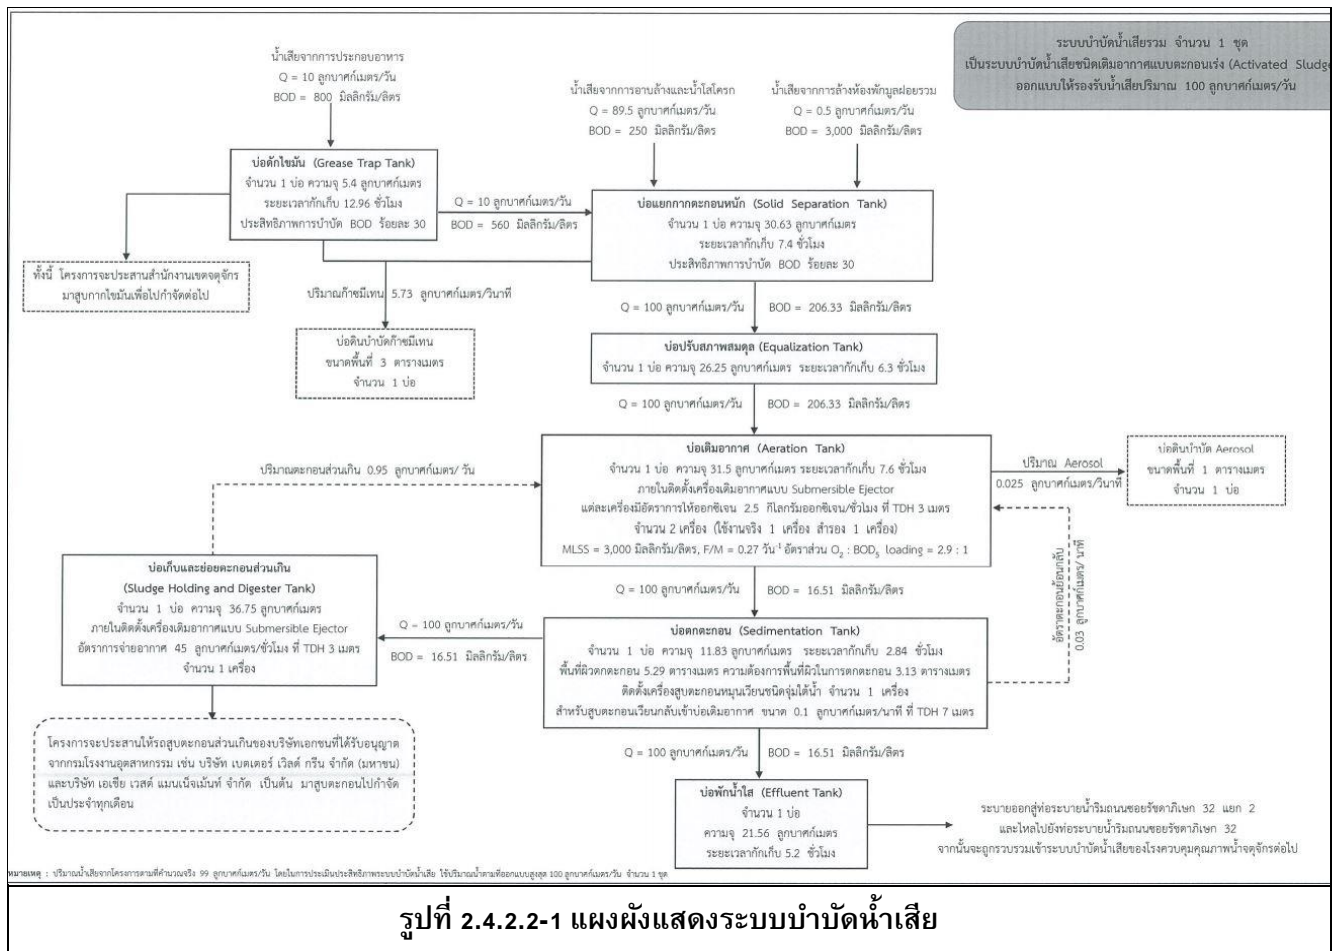 ระบบบำบัดน้ำเสียรวม จำนวน 1 ชุด
เป็นระบบบำบัดน้ำเสียชนิดเติมอากาศแบบตะกอนเร่ง (Activated Sludge
ออกแบบให้รองรับน้ำเสียปริมาณ 100 ลูกบาศก์เมตร/วัน
น้ำเสียจากการประกอบอาหาร
Q = 10 ลูกบาศก์เมตร/วัน
BOD = 800 มิลลิกรัม/ลิตร
น้ำเสียจากการอาบล้างและน้ำโสโครก
Q = 89.5 ลูกบาศก์เมตร/วัน
BOD = 250 มิลลิกรัม/ลิตร
น้ำเสียจากการล้างห้องพักมูลฝอยรวม
Q = 0.5 ลูกบาศก์เมตร/วัน
BOD = 3,000 มิลลิกรัม/ลิตร
บ่อดักไขมัน (Grease Trap Tank)
จำนวน 1 บ่อ ความจุ 5.4 ลูกบาศก์เมตร
ระยะเวลากักเก็บ 12.96 ชั่วโมง
ประสิทธิภาพการบำบัด BOD ร้อยละ 30
Q = 10 ลูกบาศก์เมตร/วัน
BOD = 560 มิลลิกรัม/ลิตร
บ่อแยกกากตะกอนหนัก (Solid Separation Tank)
จำนวน 1 บ่อ ความจุ 30.63 ลูกบาศก์เมตร
ระยะเวลากักเก็บ 7.4 ชั่วโมง
ประสิทธิภาพการบำบัด BOD ร้อยละ 30
ทั้งนี้ โครงการจะประสานสำนักงานเขตจตุจักร
มาสูบกากไขมันเพื่อไปกำจัดต่อไป
ปริมาณก๊าซมีเทน 5.73 ลูกบาศก์เมตร/วินาที
บ่อดินบำบัดก๊าซมีเทน
ขนาดพื้นที่ 3 ตารางเมตร
จำนวน 1 บ่อ
Q = 100 ลูกบาศก์เมตร/วัน BOD = 206.33 มิลลิกรัม/ลิตร
บ่อปรับสภาพสมดุล (Equalization Tank)
จำนวน 1 บ่อ ความจุ 26.25 ลูกบาศก์เมตร ระยะเวลากักเก็บ 6.3 ชั่วโมง
Q = 100 ลูกบาศก์เมตร/วัน BOD = 206.33 มิลลิกรัม/ลิตร
บ่อเติมอากาศ (Aeration Tank)
จำนวน 1 บ่อ ความจุ 31.5 ลูกบาศก์เมตร ระยะเวลากักเก็บ 7.6 ชั่วโมง
ภายในติดตั้งเครื่องเติมอากาศแบบ Submersible Ejector
แต่ละเครื่องมีอัตราการให้ออกซิเจน 2.5 กิโลกรัมออกซิเจน/ชั่วโมง ที่ TDH 3 เมตร
จำนวน 2 เครื่อง (ใช้งานจริง 1 เครื่อง สำรอง 1 เครื่อง)
MLSS = 3,000 มิลลิกรัม/ลิตร, F/M = 0.27 วัน⁻¹ อัตราส่วน O₂ : BOD₅ loading = 2.9 : 1
ปริมาณ Aerosol
0.025 ลูกบาศก์เมตร/วินาที
บ่อดินบำบัด Aerosol
ขนาดพื้นที่ 1 ตารางเมตร
จำนวน 1 บ่อ
ปริมาณตะกอนส่วนเกิน 0.95 ลูกบาศก์เมตร/ วัน
อัตราตะกอนย้อนกลับ
0.03 ลูกบาศก์เมตร/ นาที
บ่อเก็บและย่อยตะกอนส่วนเกิน
(Sludge Holding and Digester Tank)
จำนวน 1 บ่อ ความจุ 36.75 ลูกบาศก์เมตร
ภายในติดตั้งเครื่องเติมอากาศแบบ Submersible Ejector
อัตราการจ่ายอากาศ 45 ลูกบาศก์เมตร/ชั่วโมง ที่ TDH 3 เมตร
จำนวน 1 เครื่อง
Q = 100 ลูกบาศก์เมตร/วัน BOD = 16.51 มิลลิกรัม/ลิตร
Q = 100 ลูกบาศก์เมตร/วัน
BOD = 16.51 มิลลิกรัม/ลิตร
บ่อตกตะกอน (Sedimentation Tank)
จำนวน 1 บ่อ ความจุ 11.83 ลูกบาศก์เมตร ระยะเวลากักเก็บ 2.84 ชั่วโมง
พื้นที่ผิวตกตะกอน 5.29 ตารางเมตร ความต้องการพื้นที่ผิวในการตกตะกอน 3.13 ตารางเมตร
ติดตั้งเครื่องสูบตะกอนหมุนเวียนชนิดจุ่มใต้น้ำ จำนวน 1 เครื่อง
สำหรับสูบตะกอนเวียนกลับเข้าบ่อเติมอากาศ ขนาด 0.1 ลูกบาศก์เมตร/นาที ที่ TDH 7 เมตร
โครงการจะประสานให้รถสูบตะกอนส่วนเกินของบริษัทเอกชนที่ได้รับอนุญาต
จากกรมโรงงานอุตสาหกรรม เช่น บริษัท เบตเตอร์ เวิลด์ กรีน จำกัด (มหาชน)
และบริษัท เอเชีย เวสต์ แมนเน็จเม้นท์ จำกัด เป็นต้น มาสูบตะกอนไปกำจัด
เป็นประจำทุกเดือน
Q = 100 ลูกบาศก์เมตร/วัน BOD = 16.51 มิลลิกรัม/ลิตร
บ่อพักน้ำใส (Effluent Tank)
จำนวน 1 บ่อ
ความจุ 21.56 ลูกบาศก์เมตร
ระยะเวลากักเก็บ 5.2 ชั่วโมง
ระบายออกสู่ท่อระบายน้ำริมถนนซอยรัชดาภิเษก 32 แยก 2
และไหลไปยังท่อระบายน้ำริมถนนซอยรัชดาภิเษก 32
จากนั้นจะถูกรวบรวมเข้าระบบบำบัดน้ำเสียของโรงควบคุมคุณภาพน้ำจตุจักรต่อไป
หมายเหตุ : ปริมาณน้ำเสียจากโครงการตามที่คำนวณจริง 99 ลูกบาศก์เมตร/วัน โดยในการประเมินประสิทธิภาพระบบบำบัดน้ำเสีย ใช้ปริมาณน้ำตามที่ออกแบบสูงสุด 100 ลูกบาศก์เมตร/วัน จำนวน 1 ชุด
รูปที่ 2.4.2.2-1 แผงผังแสดงระบบบำบัดน้ำเสีย